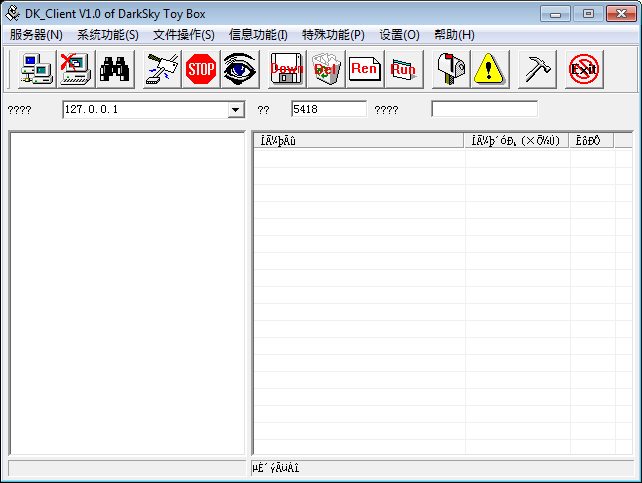 DK_Client V1.0 of DarkSky Toy Box
服务器(N) 系统功能(S) 文件操作(S) 信息功能(I) 特殊功能(P) 设置(O) 帮助(H)
STOP Down Del Ren Run Exit
???? 127.0.0.1 ?? 5418 ????
ÎÄ¼þÃû ÎÄ¼þ´óÐ¡ (×Ö½Ú) ÊôÐÔ
µÈ´ýÃüÁî